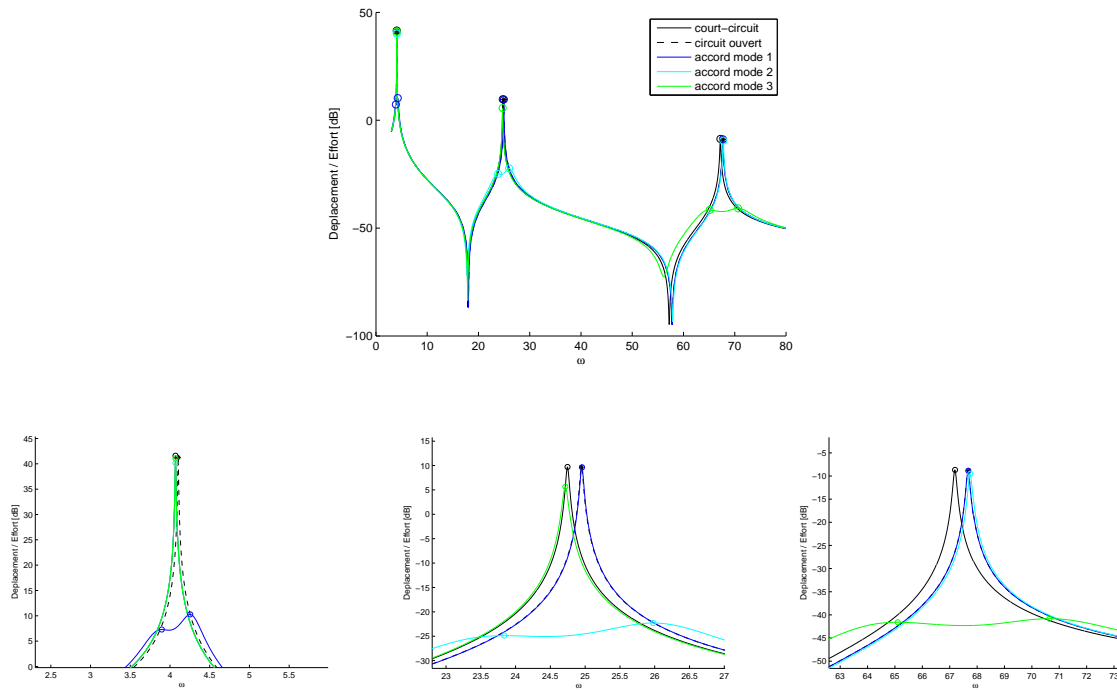 50
0
−50
−100
Deplacement / Effort [dB]
0 10 20 30 40 50 60 70 80
ω
court−circuit
circuit ouvert
accord mode 1
accord mode 2
accord mode 3
45
40
35
30
25
20
15
10
5
0
Deplacement / Effort [dB]
2.5 3 3.5 4 4.5 5 5.5
ω
15
10
5
0
−5
−10
−15
−20
−25
−30
Deplacement / Effort [dB]
23 23.5 24 24.5 25 25.5 26 26.5 27
ω
−5
−10
−15
−20
−25
−30
−35
−40
−45
−50
Deplacement / Effort [dB]
63 64 65 66 67 68 69 70 71 72 73
ω